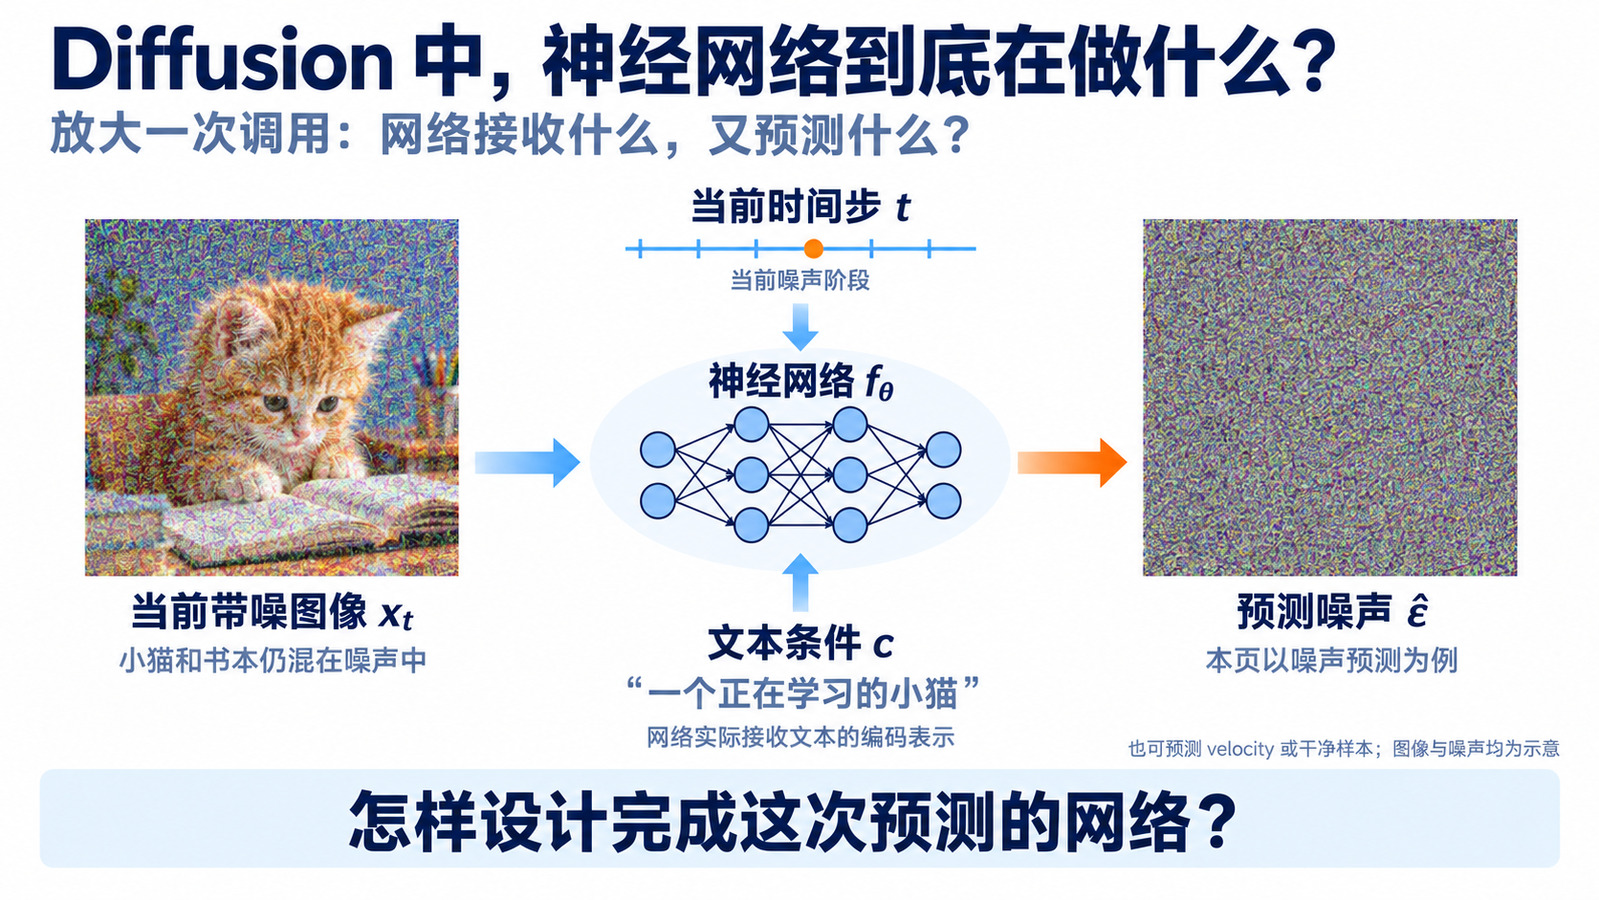 Diffusion 中，神经网络到底在做什么？
放大一次调用：网络接收什么，又预测什么？
当前时间步 t
当前噪声阶段
神经网络 fθ
当前带噪图像 xt
小猫和书本仍混在噪声中
文本条件 c
“一个正在学习的小猫”
网络实际接收文本的编码表示
预测噪声 ε̂
本页以噪声预测为例
也可预测 velocity 或干净样本；图像与噪声均为示意
怎样设计完成这次预测的网络？